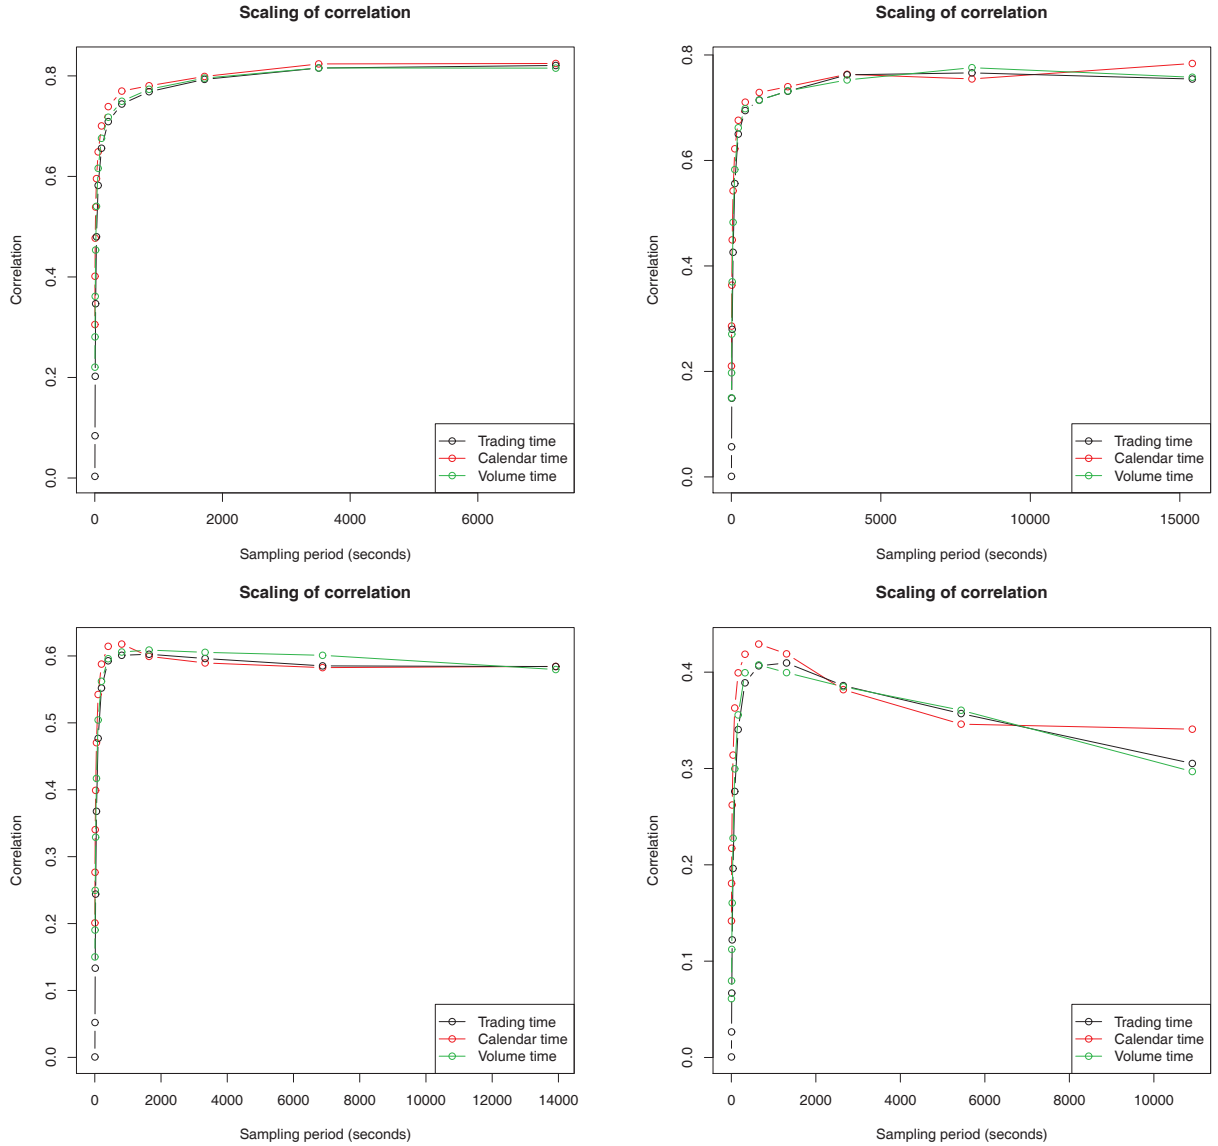 Scaling of correlation
Correlation
0.0 0.2 0.4 0.6 0.8
Trading time
Calendar time
Volume time
0 2000 4000 6000
Sampling period (seconds)
Scaling of correlation
Correlation
0.0 0.2 0.4 0.6 0.8
Trading time
Calendar time
Volume time
0 5000 10000 15000
Sampling period (seconds)
Scaling of correlation
Correlation
0.0 0.1 0.2 0.3 0.4 0.5 0.6
Trading time
Calendar time
Volume time
0 2000 4000 6000 8000 10000 12000 14000
Sampling period (seconds)
Scaling of correlation
Correlation
0.0 0.1 0.2 0.3 0.4
Trading time
Calendar time
Volume time
0 2000 4000 6000 8000 10000
Sampling period (seconds)